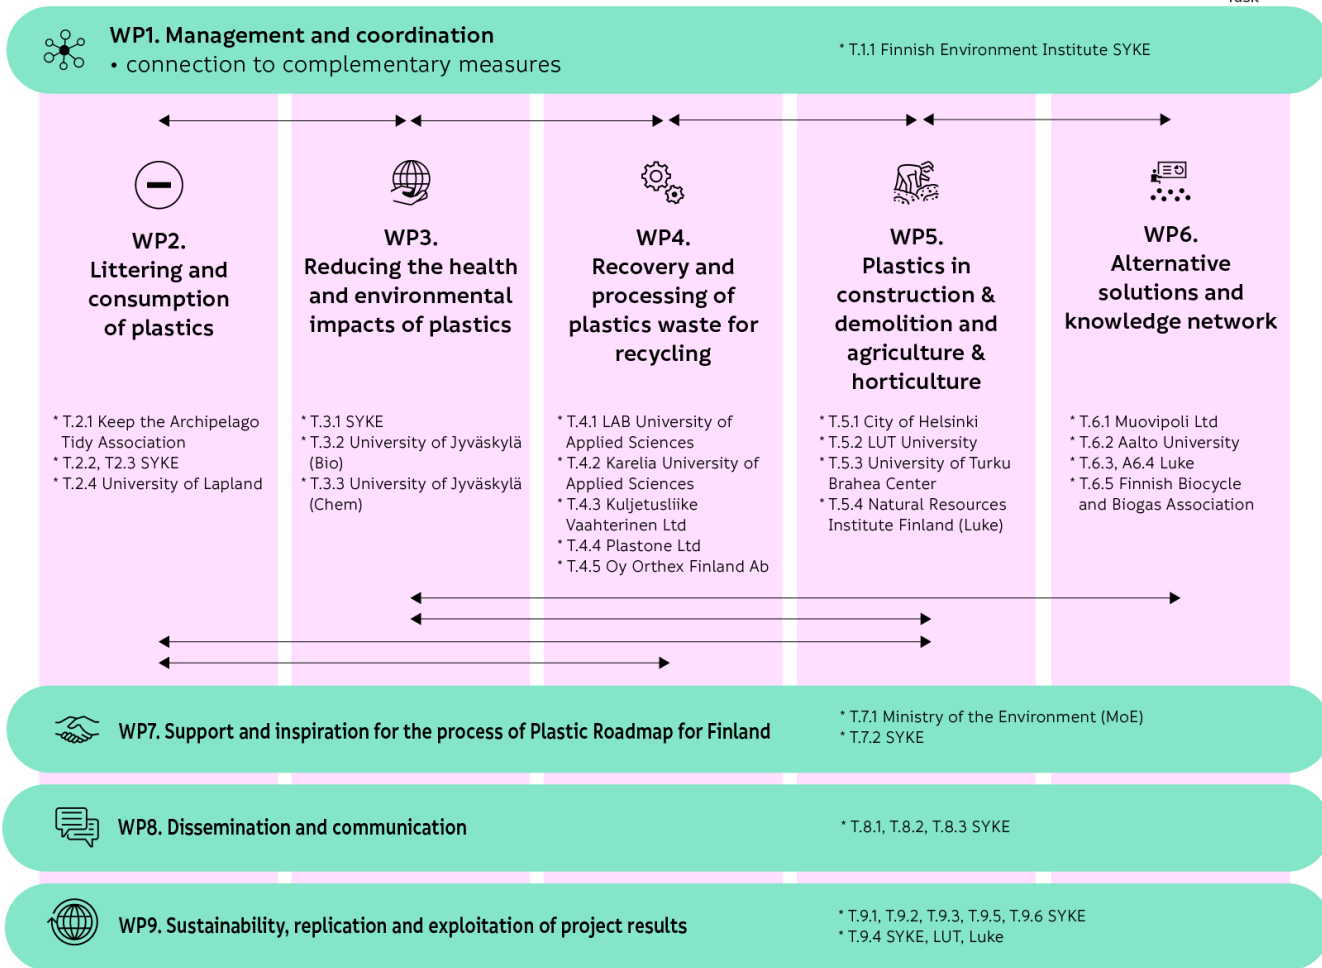 Task
WP1. Management and coordination
• connection to complementary measures
* T.1.1 Finnish Environment Institute SYKE
WP2.
Littering and
consumption
of plastics
WP3.
Reducing the health
and environmental
impacts of plastics
WP4.
Recovery and
processing of
plastics waste for
recycling
WP5.
Plastics in
construction &
demolition and
agriculture &
horticulture
WP6.
Alternative
solutions and
knowledge network
* T.2.1 Keep the Archipelago
Tidy Association
* T.2.2, T2.3 SYKE
* T.2.4 University of Lapland
* T.3.1 SYKE
* T.3.2 University of Jyväskylä
(Bio)
* T.3.3 University of Jyväskylä
(Chem)
* T.4.1 LAB University of
Applied Sciences
* T.4.2 Karelia University of
Applied Sciences
* T.4.3 Kuljetusliike
Vaahterinen Ltd
* T.4.4 Plastone Ltd
* T.4.5 Oy Orthex Finland Ab
* T.5.1 City of Helsinki
* T.5.2 LUT University
* T.5.3 University of Turku
Brahea Center
* T.5.4 Natural Resources
Institute Finland (Luke)
* T.6.1 Muovipoli Ltd
* T.6.2 Aalto University
* T.6.3, A6.4 Luke
* T.6.5 Finnish Biocycle
and Biogas Association
WP7. Support and inspiration for the process of Plastic Roadmap for Finland
* T.7.1 Ministry of the Environment (MoE)
* T.7.2 SYKE
WP8. Dissemination and communication
* T.8.1, T.8.2, T.8.3 SYKE
WP9. Sustainability, replication and exploitation of project results
* T.9.1, T.9.2, T.9.3, T.9.5, T.9.6 SYKE
* T.9.4 SYKE, LUT, Luke